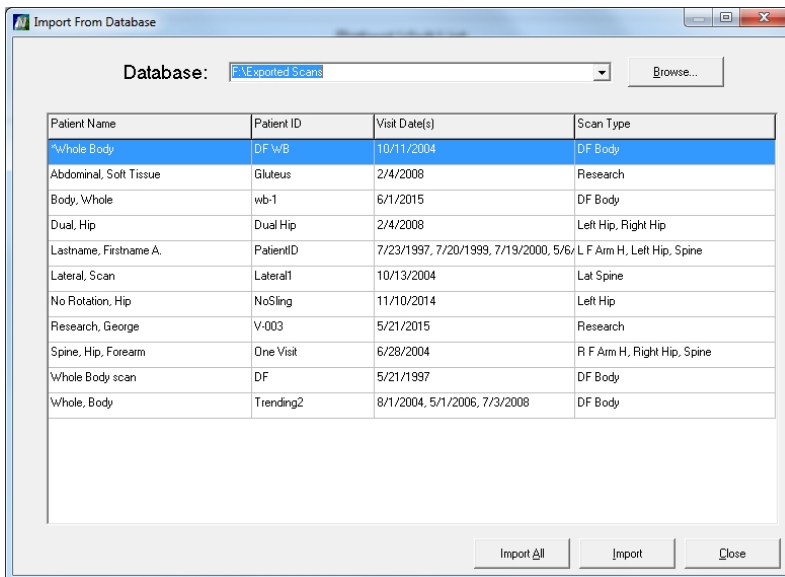 Import From Database
Database: F:\Exported Scans Browse...
Patient Name Patient ID Visit Date(s) Scan Type
*Whole Body DF WB 10/11/2004 DF Body
Abdominal, Soft Tissue Gluteus 2/4/2008 Research
Body, Whole wb-1 6/1/2015 DF Body
Dual, Hip Dual Hip 2/4/2008 Left Hip, Right Hip
Lastname, Firstname A. PatientID 7/23/1997, 7/20/1999, 7/19/2000, 5/6/ L F Arm H, Left Hip, Spine
Lateral, Scan Lateral1 10/13/2004 Lat Spine
No Rotation, Hip NoSling 11/10/2014 Left Hip
Research, George V-003 5/21/2015 Research
Spine, Hip, Forearm One Visit 6/28/2004 R F Arm H, Right Hip, Spine
Whole Body scan DF 5/21/1997 DF Body
Whole, Body Trending2 8/1/2004, 5/1/2006, 7/3/2008 DF Body
Import All Import Close